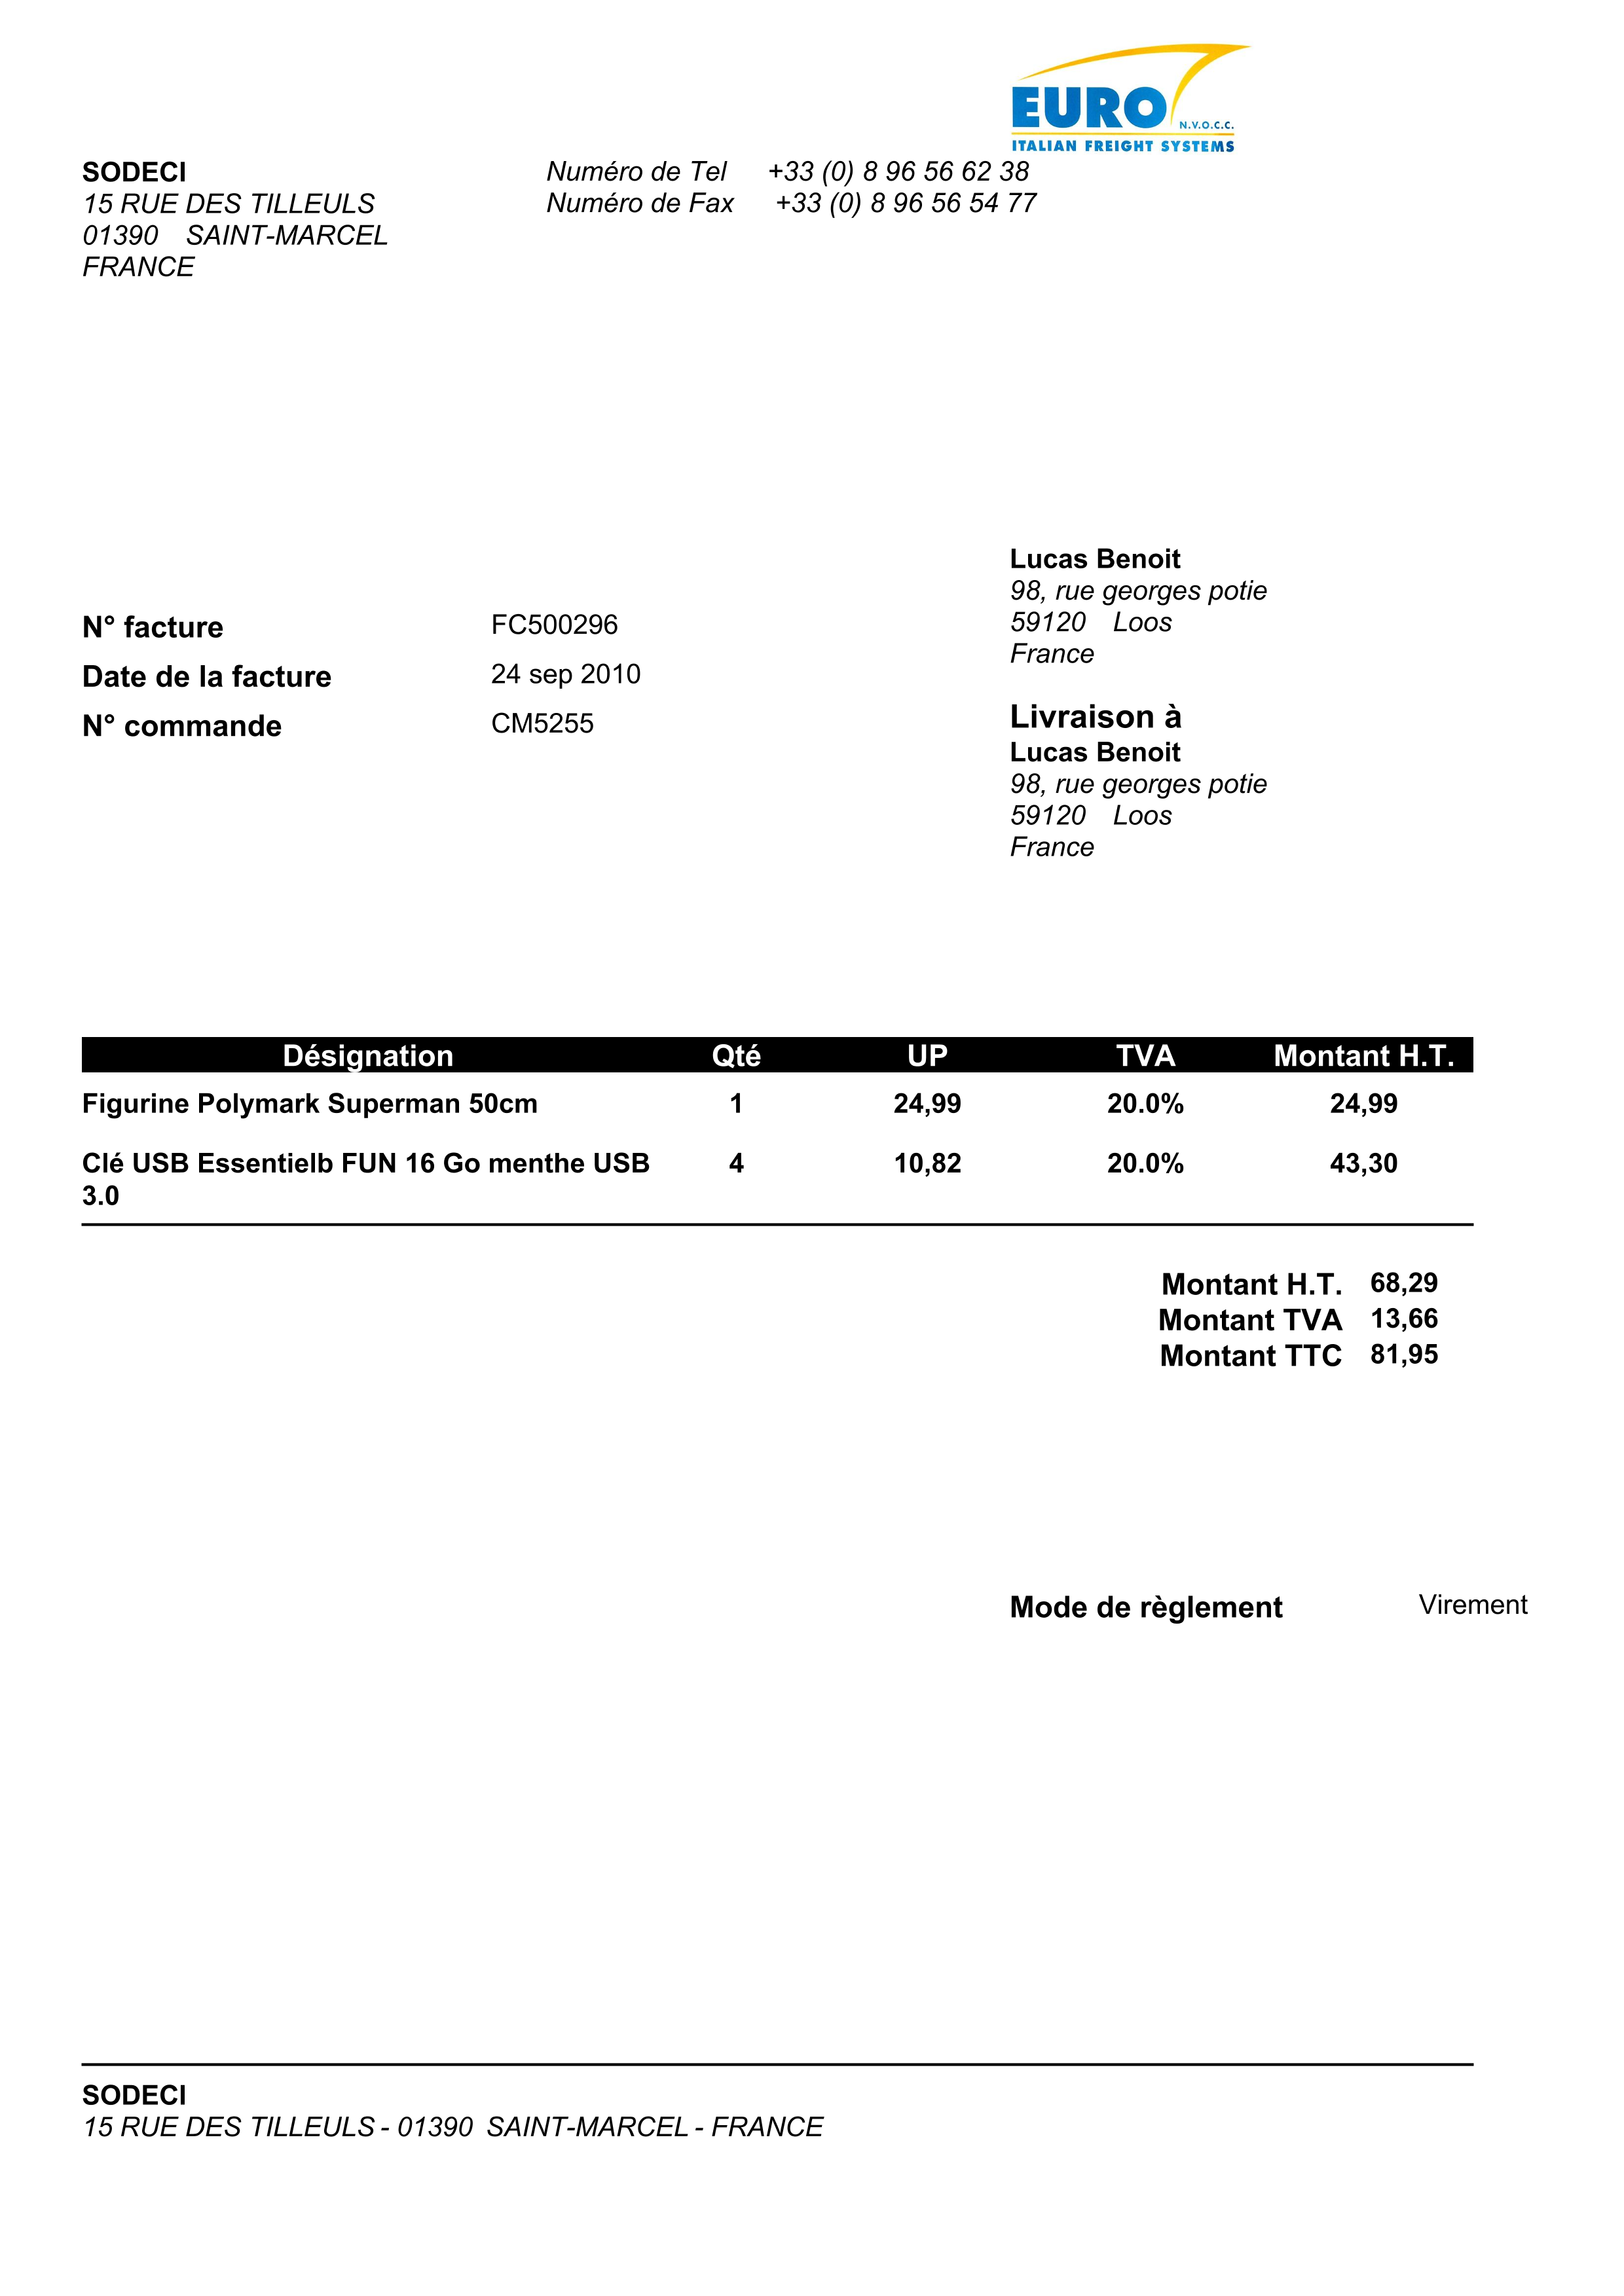 EURO
N.V.O.C.C.
ITALIAN FREIGHT SYSTEMS
SODECI
15 RUE DES TILLEULS
01390 SAINT-MARCEL
FRANCE
Numéro de Tel +33 (0) 8 96 56 62 38
Numéro de Fax +33 (0) 8 96 56 54 77
Lucas Benoit
98, rue georges potie
59120 Loos
France
N° facture FC500296
Date de la facture 24 sep 2010
N° commande CM5255
Livraison à
Lucas Benoit
98, rue georges potie
59120 Loos
France
Désignation Qté UP TVA Montant H.T.
Figurine Polymark Superman 50cm 1 24,99 20.0% 24,99
Clé USB Essentielb FUN 16 Go menthe USB 4 10,82 20.0% 43,30
3.0
Montant H.T. 68,29
Montant TVA 13,66
Montant TTC 81,95
Mode de règlement Virement
SODECI
15 RUE DES TILLEULS - 01390 SAINT-MARCEL - FRANCE